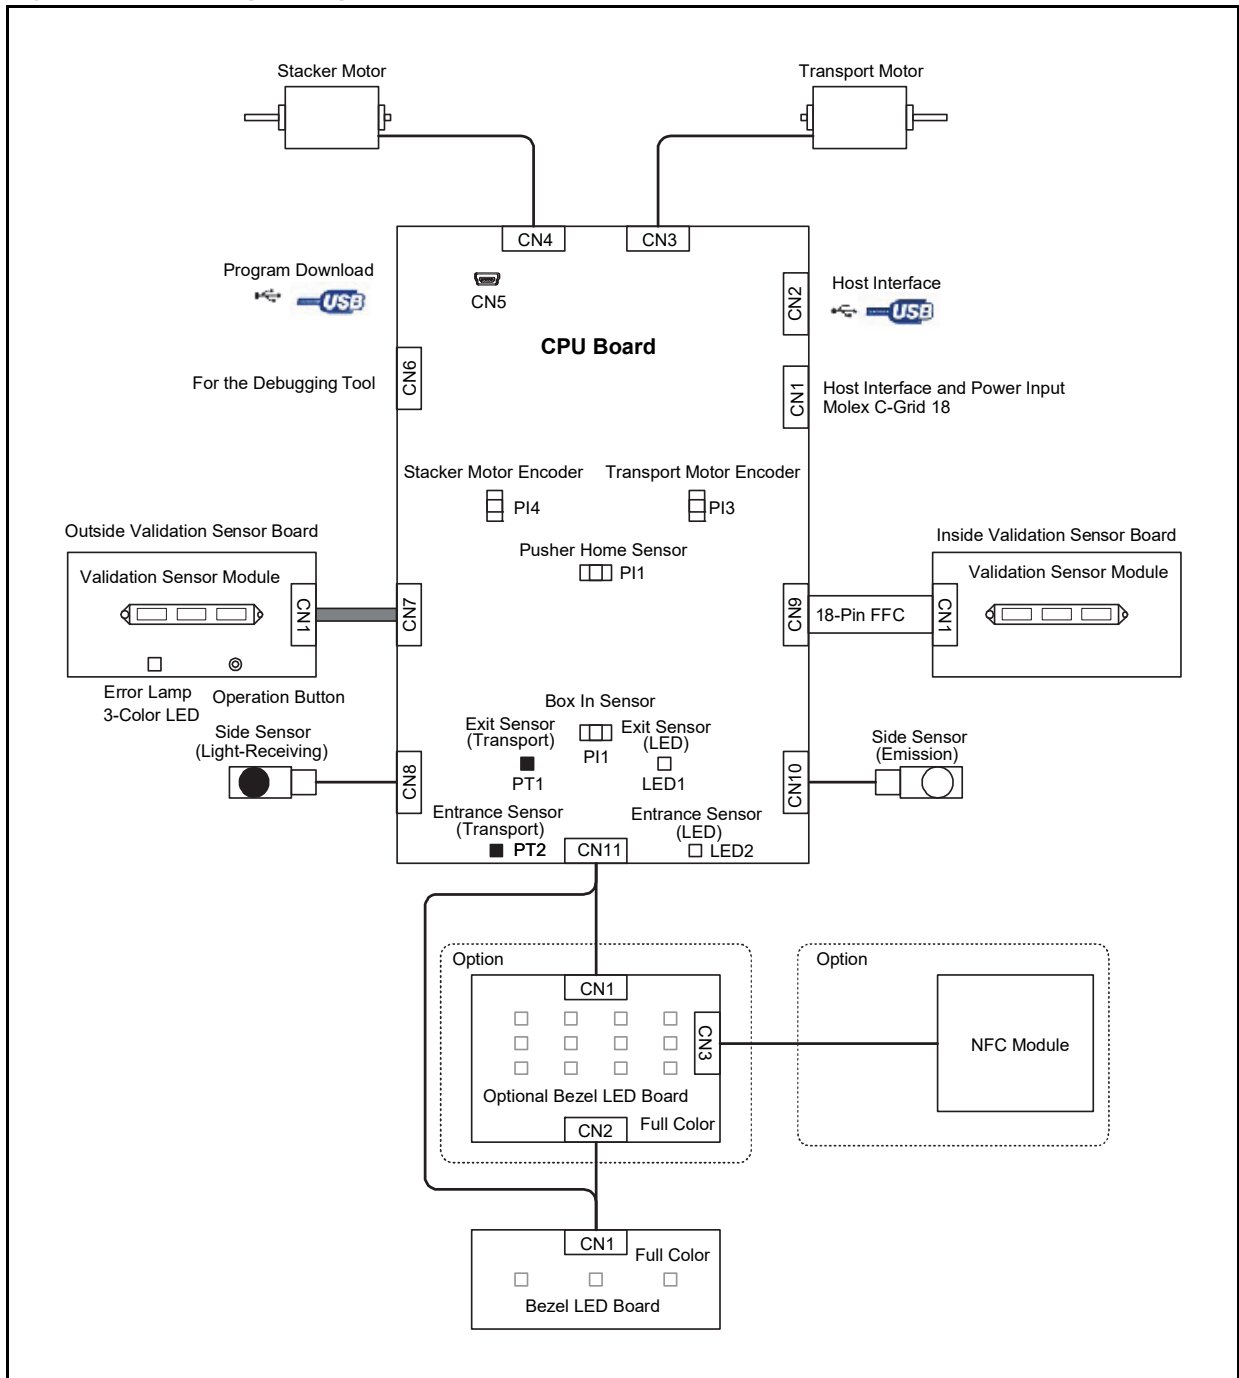 Stacker Motor
Transport Motor
CN4
CN3
Program Download
USB
CN5
CN2
Host Interface
USB
CPU Board
For the Debugging Tool
CN6
CN1
Host Interface and Power Input
Molex C-Grid 18
Stacker Motor Encoder
Transport Motor Encoder
PI4
PI3
Outside Validation Sensor Board
Inside Validation Sensor Board
Pusher Home Sensor
PI1
Validation Sensor Module
Validation Sensor Module
CN1
CN7
CN9
18-Pin FFC
CN1
Error Lamp
3-Color LED
Operation Button
Box In Sensor
PI1
Side Sensor
(Light-Receiving)
Exit Sensor
(Transport)
PT1
Exit Sensor
(LED)
LED1
Side Sensor
(Emission)
CN8
CN10
Entrance Sensor
(Transport)
PT2
CN11
Entrance Sensor
(LED)
LED2
Option
Option
CN1
CN3
NFC Module
Optional Bezel LED Board
CN2
Full Color
CN1
Full Color
Bezel LED Board